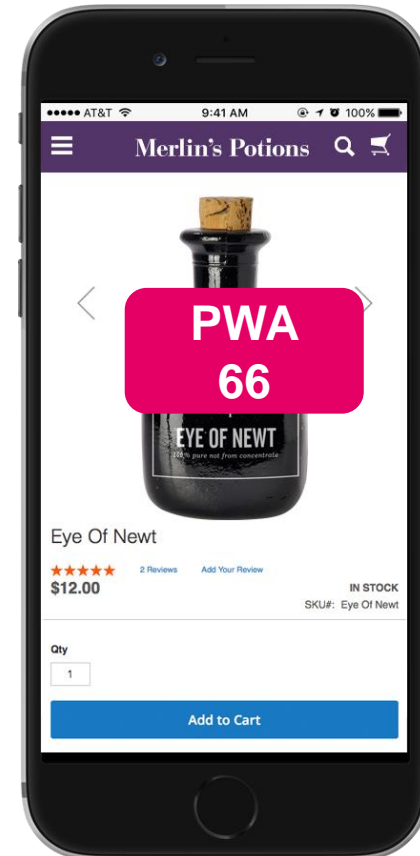 AT&T 9:41 AM 100%
Merlin's Potions
PWA
66
EYE OF NEWT
100% pure not from concentrate
Eye Of Newt
2 Reviews Add Your Review
$12.00 IN STOCK
SKU#: Eye Of Newt
Qty
1
Add to Cart